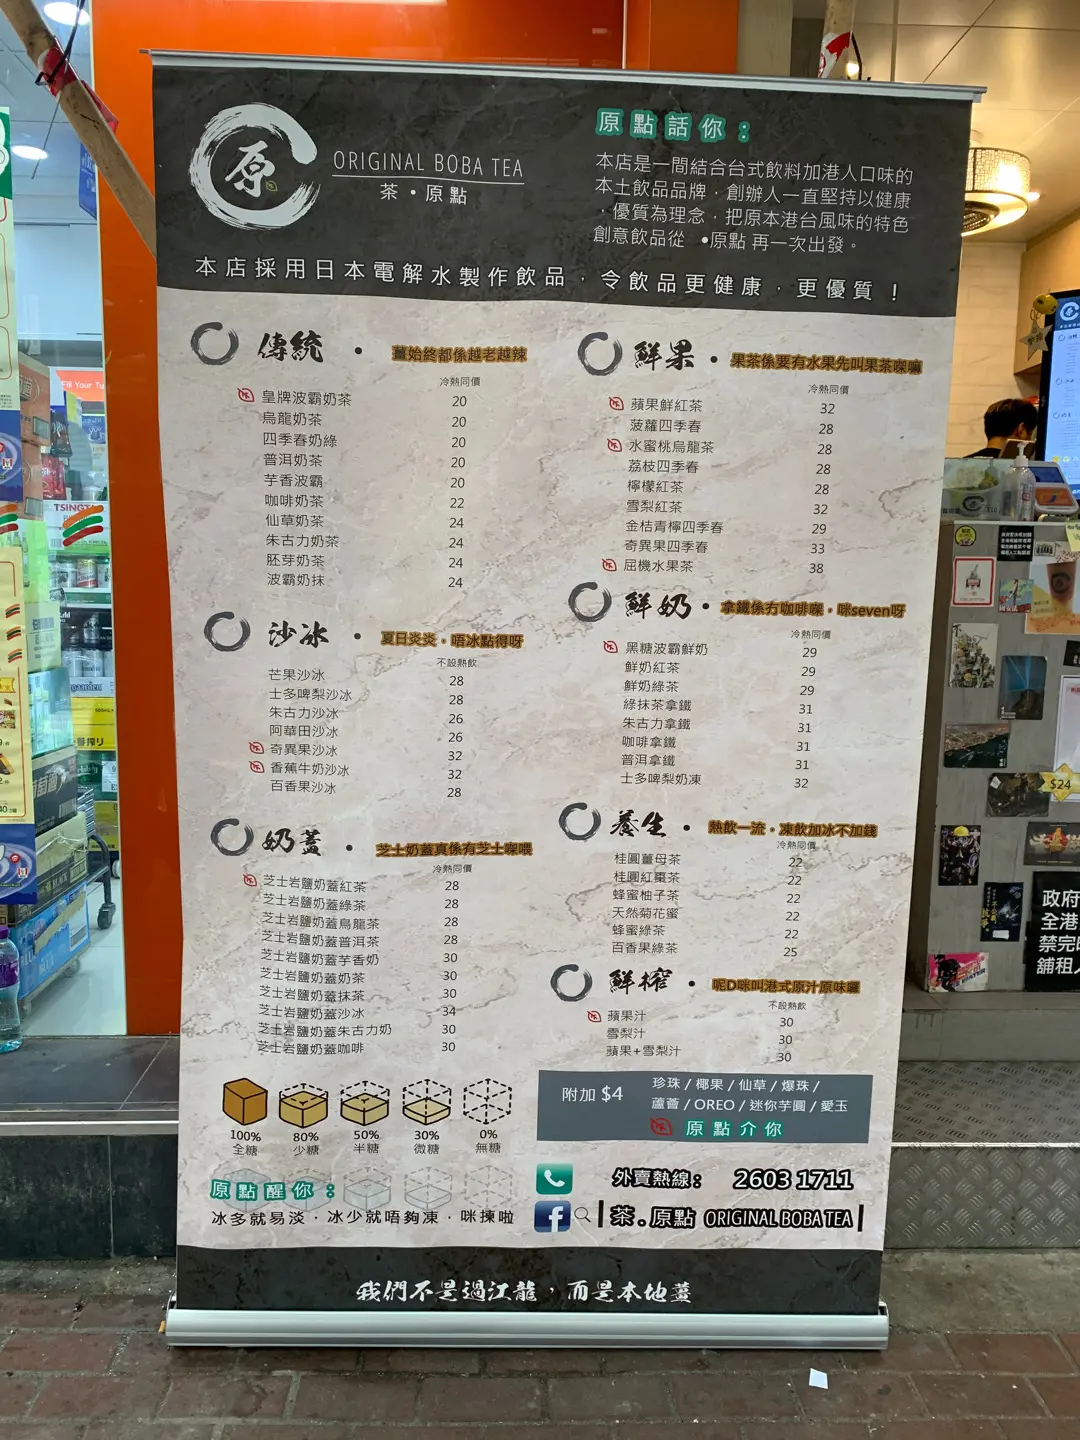 原
ORIGINAL BOBA TEA
茶・原點
原點話你：
本店是一間結合台式飲料加港人口味的
本土飲品品牌，創辦人一直堅持以健康
，優質為理念，把原本港台風味的特色
創意飲品從 •原點 再一次出發。
本店採用日本電解水製作飲品，令飲品更健康，更優質！
傳統 • 薑始終都係越老越辣
冷熱同價
皇牌波霸奶茶 20
烏龍奶茶 20
四季春奶綠 20
普洱奶茶 20
芋香波霸 20
咖啡奶茶 22
仙草奶茶 24
朱古力奶茶 24
胚芽奶茶 24
波霸奶抹 24
沙冰 • 夏日炎炎・唔冰點得呀
不設熱飲
芒果沙冰 28
士多啤梨沙冰 28
朱古力沙冰 26
阿華田沙冰 26
奇異果沙冰 32
香蕉牛奶沙冰 32
百香果沙冰 28
奶蓋 • 芝士奶蓋真係有芝士㗎喂
冷熱同價
芝士岩鹽奶蓋紅茶 28
芝士岩鹽奶蓋綠茶 28
芝士岩鹽奶蓋烏龍茶 28
芝士岩鹽奶蓋普洱茶 28
芝士岩鹽奶蓋芋香奶 30
芝士岩鹽奶蓋奶茶 30
芝士岩鹽奶蓋抹茶 30
芝士岩鹽奶蓋沙冰 34
芝士岩鹽奶蓋朱古力奶 30
芝士岩鹽奶蓋咖啡 30
鮮果 • 果茶係要有水果先叫果茶㗎嘛
冷熱同價
蘋果鮮紅茶 32
菠蘿四季春 28
水蜜桃烏龍茶 28
荔枝四季春 28
檸檬紅茶 28
雪梨紅茶 32
金桔青檸四季春 29
奇異果四季春 33
屈機水果茶 38
鮮奶 • 拿鐵係冇咖啡㗎・咪seven呀
冷熱同價
黑糖波霸鮮奶 29
鮮奶紅茶 29
鮮奶綠茶 29
綠抹茶拿鐵 31
朱古力拿鐵 31
咖啡拿鐵 31
普洱拿鐵 31
士多啤梨奶凍 32
養生 • 熱飲一流・凍飲加冰不加錢
冷熱同價
桂圓薑母茶 22
桂圓紅棗茶 22
蜂蜜柚子茶 22
天然菊花蜜 22
蜂蜜綠茶 22
百香果綠茶 25
鮮榨 • 呢D咪叫港式原汁原味囉
不設熱飲
蘋果汁 30
雪梨汁 30
蘋果+雪梨汁 30
100% 80% 50% 30% 0%
全糖 少糖 半糖 微糖 無糖
原點醒你：
冰多就易淡・冰少就唔夠凍・咪揀啦
附加 $4
珍珠 / 椰果 / 仙草 / 爆珠 /
蘆薈 / OREO / 迷你芋圓 / 愛玉
原點介你
外賣熱線： 2603 1711
茶．原點 ORIGINAL BOBA TEA
我們不是過江龍，而是本地薑
Fill Your Tu
TSINGT
garden
$24
政府
全港
禁完
舖租